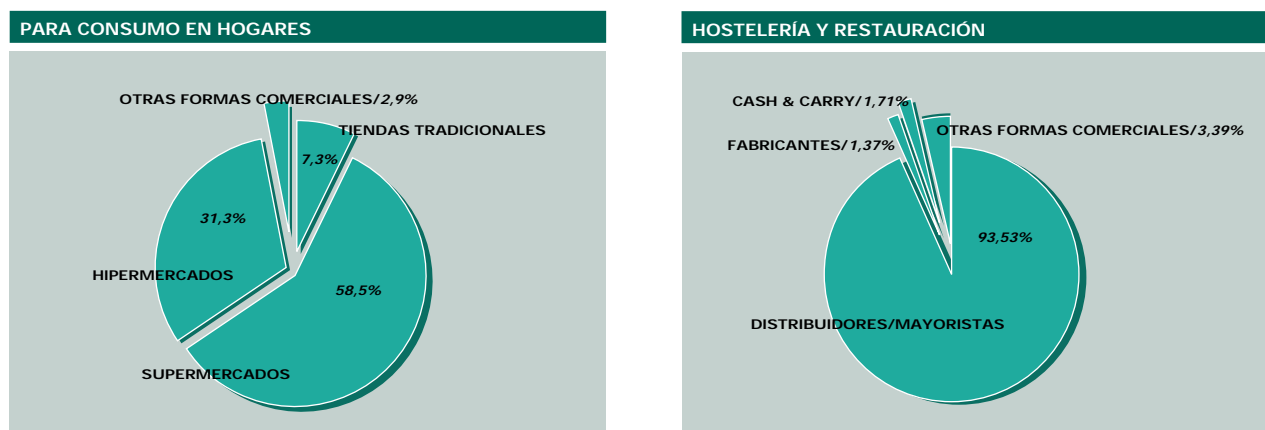 PARA CONSUMO EN HOGARES
OTRAS FORMAS COMERCIALES/2,9%
TIENDAS TRADICIONALES
7,3%
31,3%
HIPERMERCADOS
58,5%
SUPERMERCADOS
HOSTELERÍA Y RESTAURACIÓN
CASH & CARRY/1,71%
OTRAS FORMAS COMERCIALES/3,39%
FABRICANTES/1,37%
93,53%
DISTRIBUIDORES/MAYORISTAS